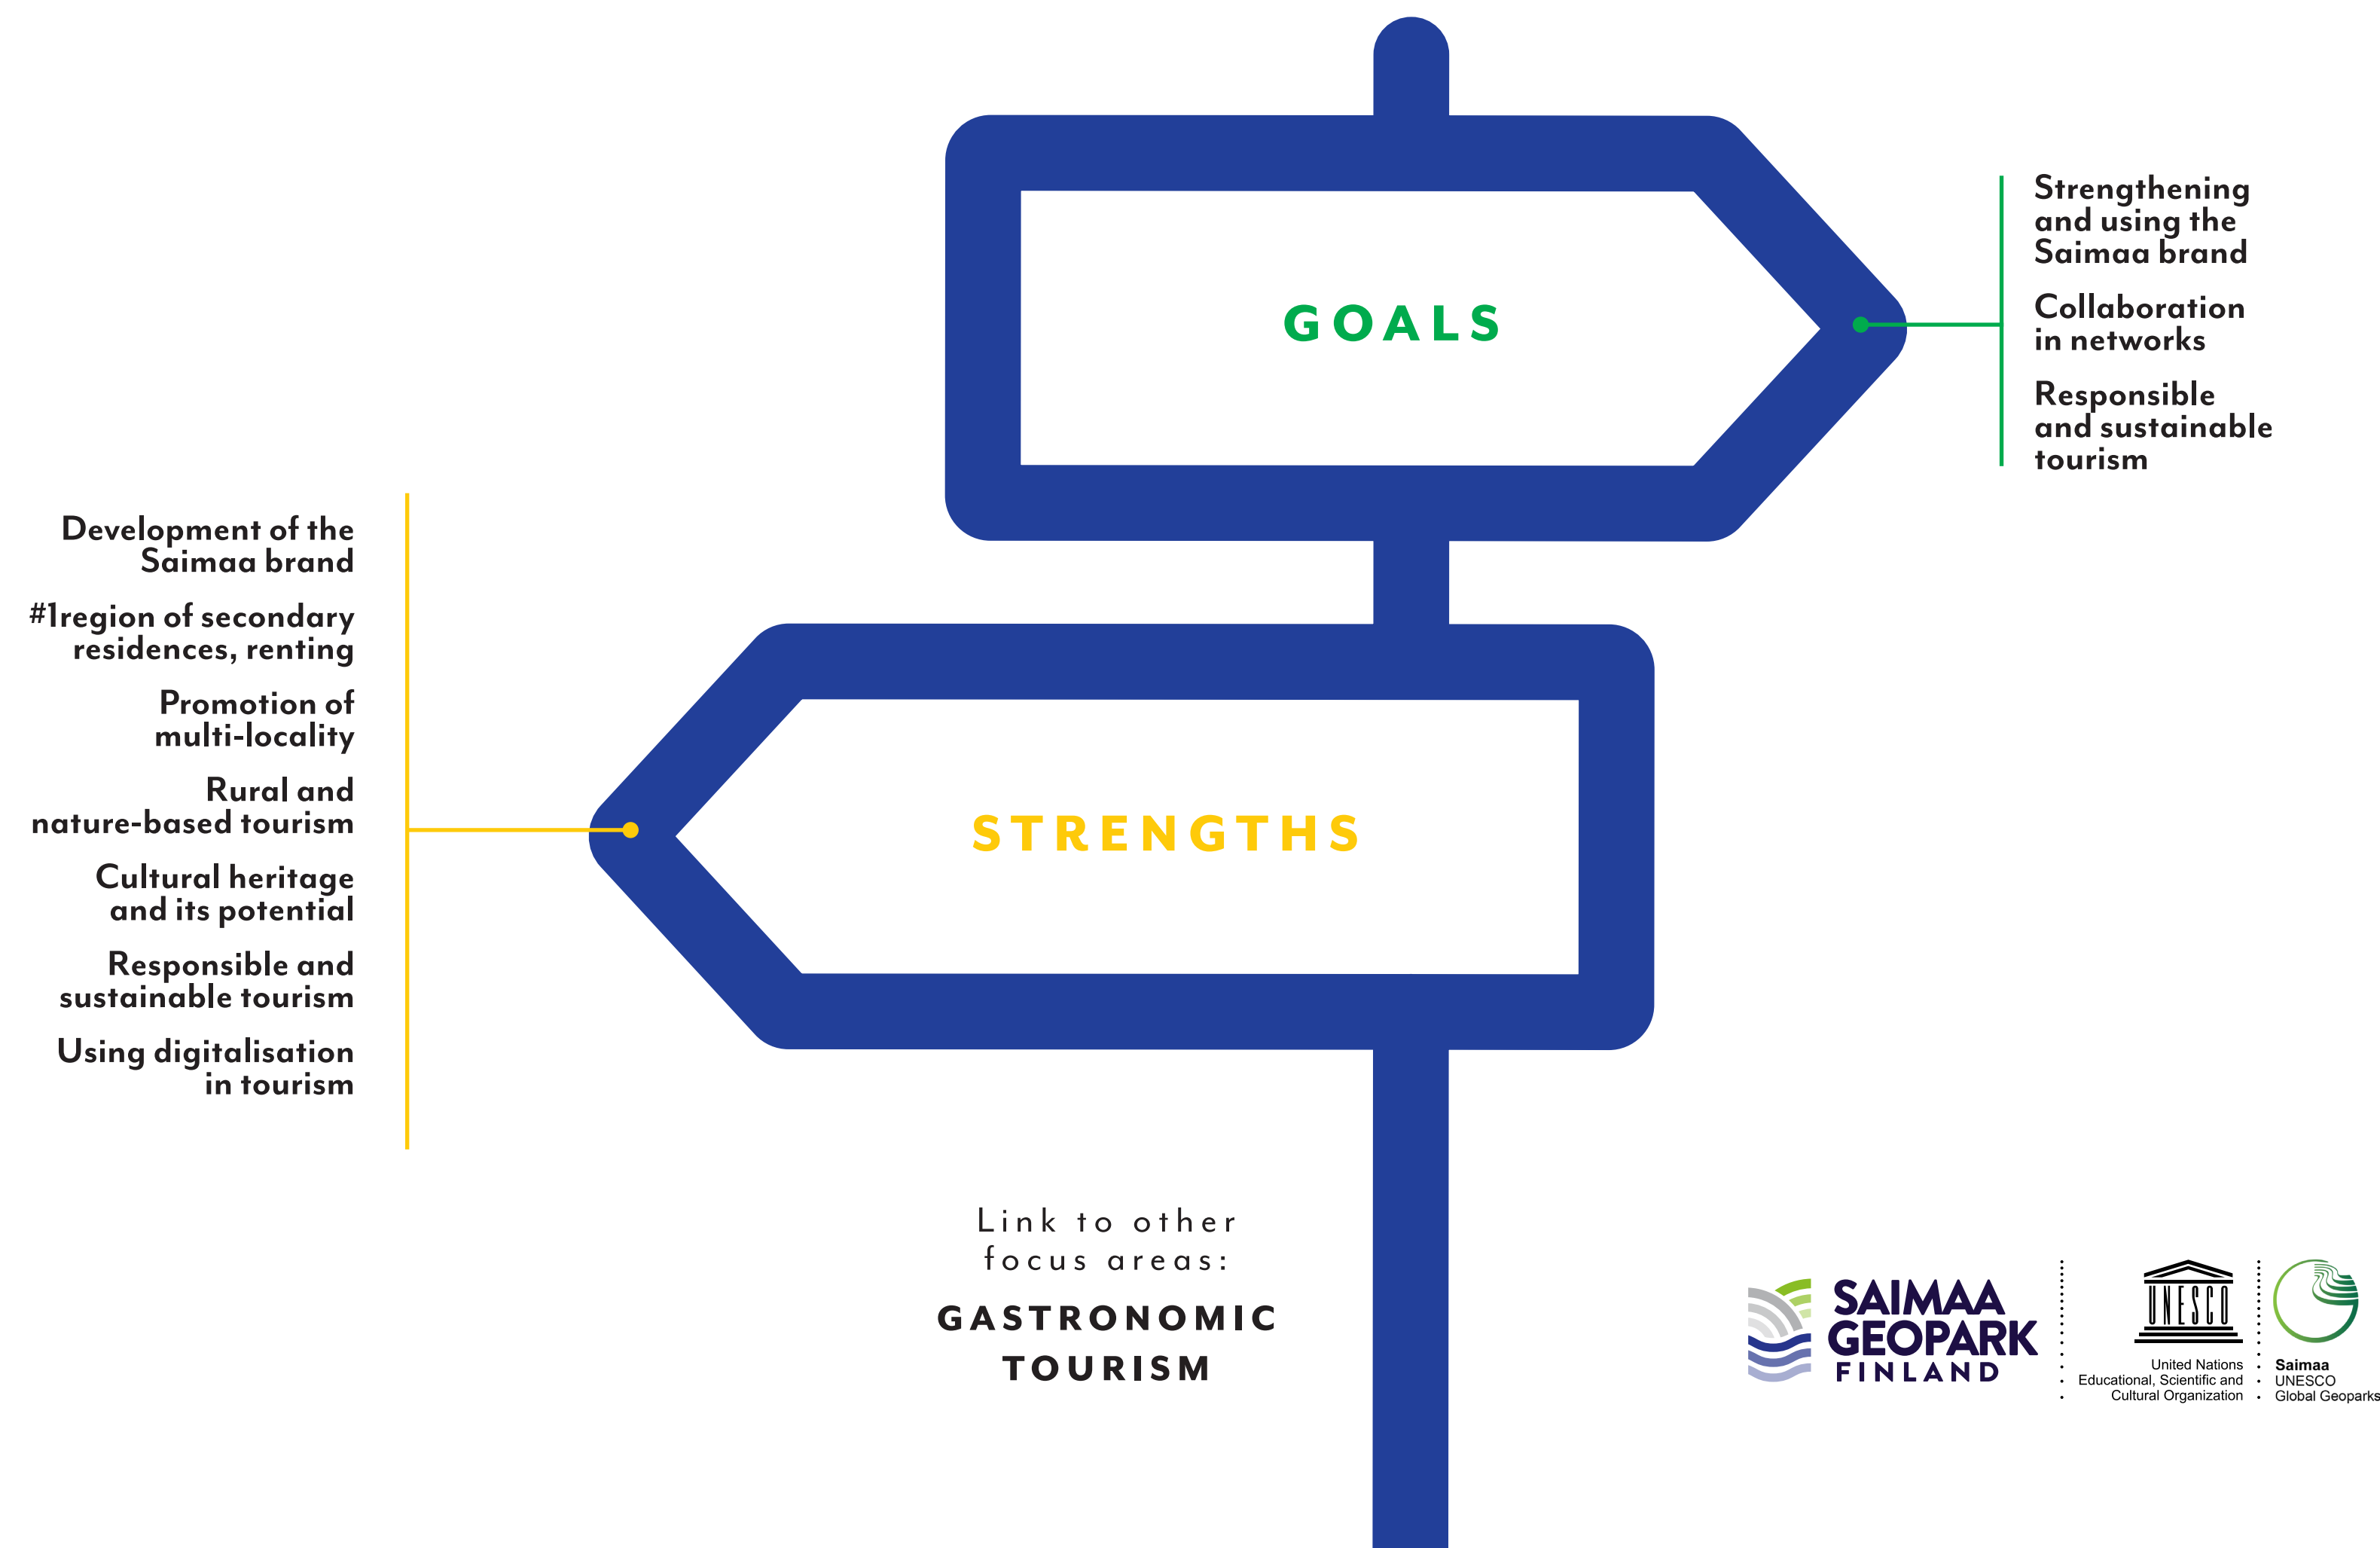 GOALS
Strengthening
and using the
Saimaa brand
Collaboration
in networks
Responsible
and sustainable
tourism
STRENGTHS
Development of the
Saimaa brand
#1region of secondary
residences, renting
Promotion of
multi-locality
Rural and
nature-based tourism
Cultural heritage
and its potential
Responsible and
sustainable tourism
Using digitalisation
in tourism
Link to other
focus areas:
GASTRONOMIC
TOURISM
SAIMAA
GEOPARK
FINLAND
UNESCO
United Nations
Educational, Scientific and
Cultural Organization
Saimaa
UNESCO
Global Geoparks